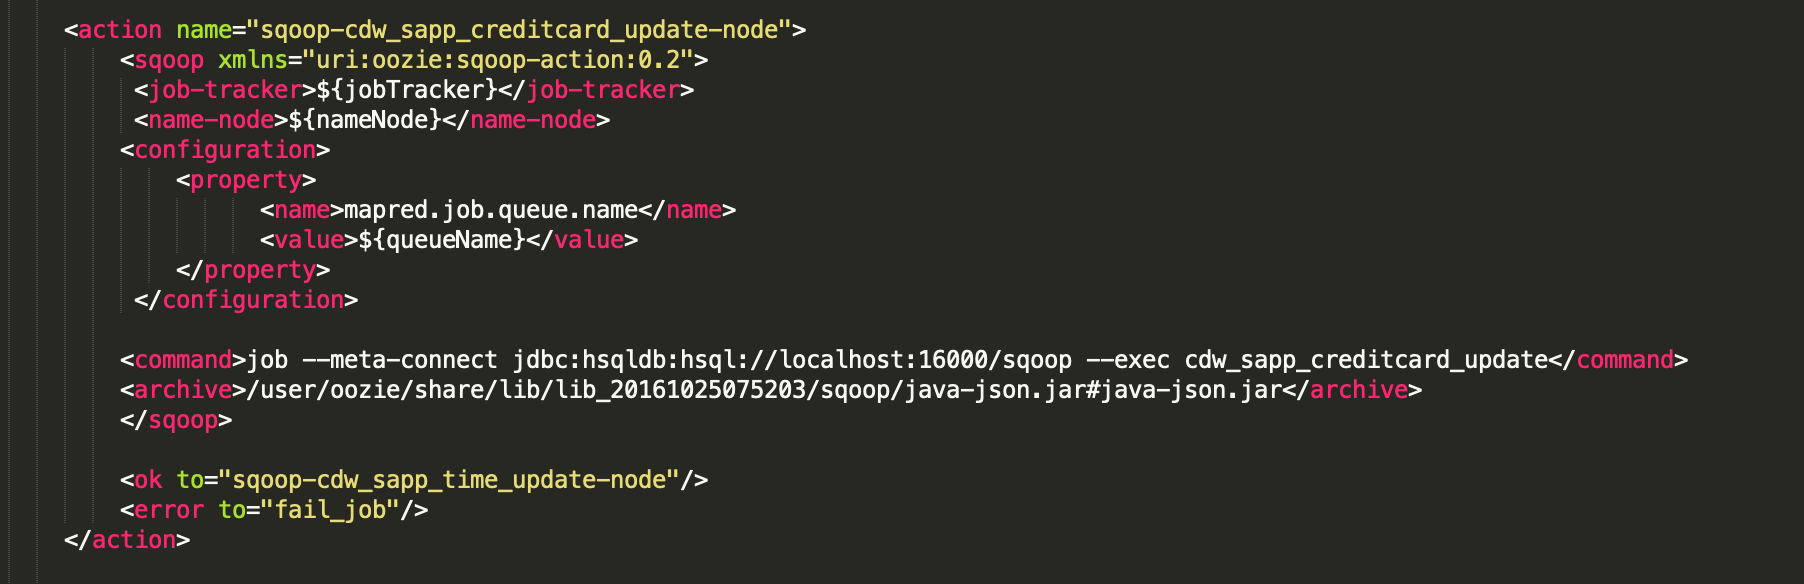 <action name="sqoop-cdw_sapp_creditcard_update-node">
<sqoop xmlns="uri:oozie:sqoop-action:0.2">
<job-tracker>${jobTracker}</job-tracker>
<name-node>${nameNode}</name-node>
<configuration>
<property>
<name>mapred.job.queue.name</name>
<value>${queueName}</value>
</property>
</configuration>
<command>job --meta-connect jdbc:hsqldb:hsql://localhost:16000/sqoop --exec cdw_sapp_creditcard_update</command>
<archive>/user/oozie/share/lib/lib_20161025075203/sqoop/java-json.jar#java-json.jar</archive>
</sqoop>
<ok to="sqoop-cdw_sapp_time_update-node"/>
<error to="fail_job"/>
</action>